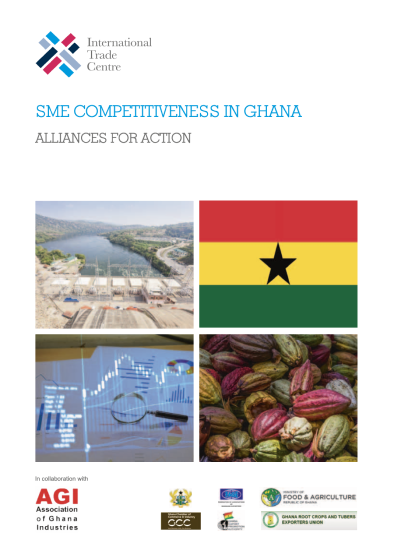 International
Trade
Centre
SME COMPETITIVENESS IN GHANA
ALLIANCES FOR ACTION
In collaboration with
AGI
Association
of Ghana
Industries
GCC
MINISTRY OF
FOOD & AGRICULTURE
REPUBLIC OF GHANA
GHANA ROOT CROPS AND TUBERS
EXPORTERS UNION